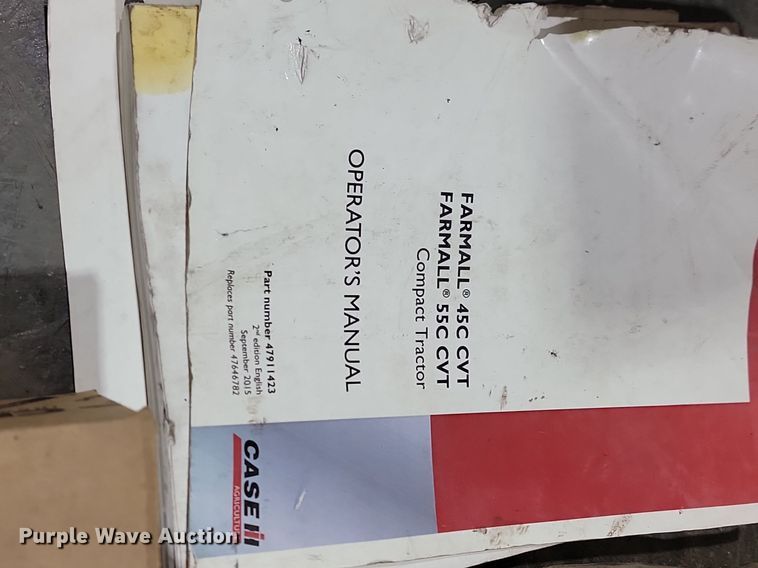 FARMALL® 45C CVT
FARMALL® 55C CVT
Compact Tractor
OPERATOR'S MANUAL
Part number 47911423
2nd edition English
September 2015
Replaces part number 47646782
CASE IH
AGRICULTURE
Purple Wave Auction